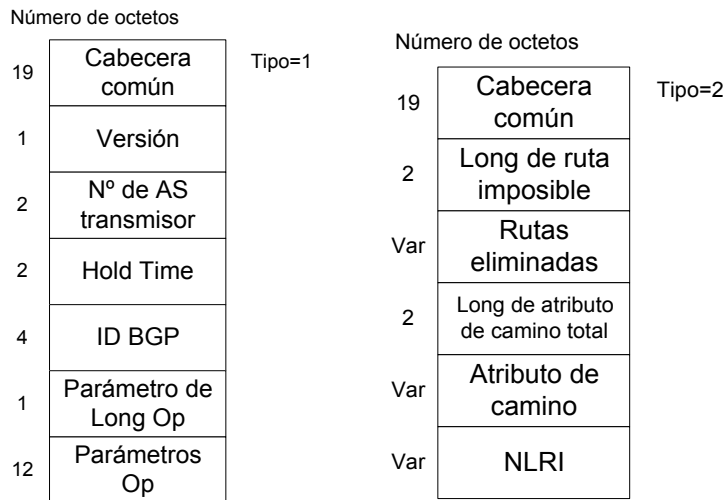 Número de octetos
19
Cabecera
común
Tipo=1
1
Versión
2
Nº de AS
transmisor
2
Hold Time
4
ID BGP
1
Parámetro de
Long Op
12
Parámetros
Op
Número de octetos
19
Cabecera
común
Tipo=2
2
Long de ruta
imposible
Var
Rutas
eliminadas
2
Long de atributo
de camino total
Var
Atributo de
camino
Var
NLRI